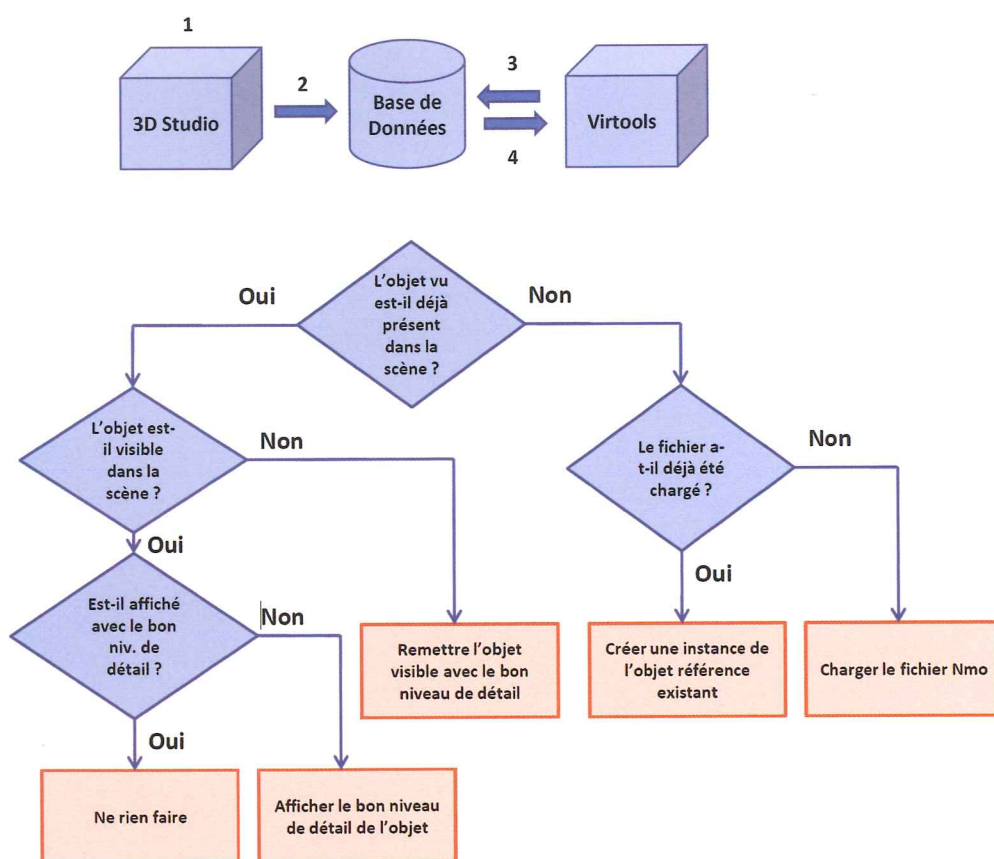 1
2
3
3D Studio
Base de
Données
Virtools
4
L'objet vu
est-il déjà
présent
dans la
scène ?
Oui
Non
L'objet est-
il visible
dans la
scène ?
Non
Le fichier a-
t-il déjà été
chargé ?
Non
Oui
Oui
Est-il affiché
avec le bon
niv. de
détail ?
Non
Remettre l'objet
visible avec le bon
niveau de détail
Créer une instance de
l'objet référence
existant
Charger le fichier Nmo
Oui
Ne rien faire
Afficher le bon niveau
de détail de l'objet